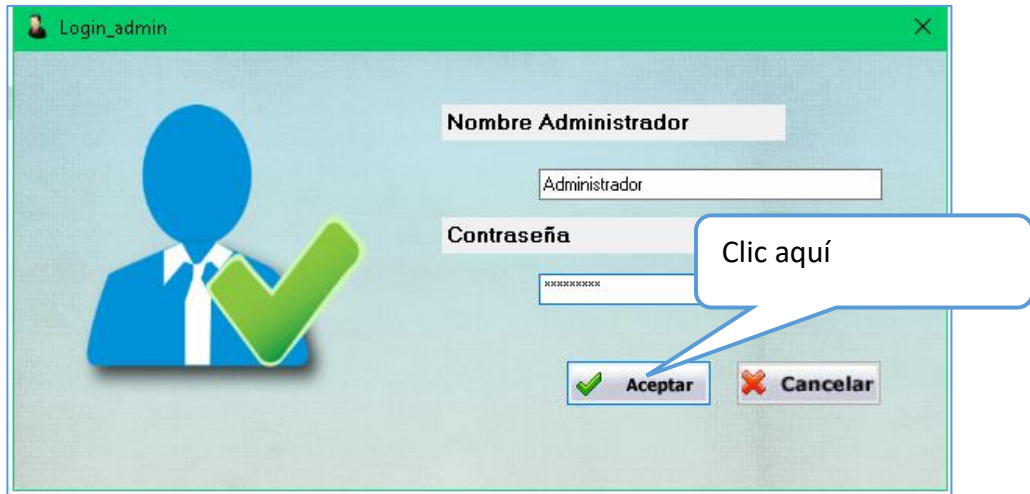 Login_admin
Nombre Administrador
Administrador
Contraseña
*********
Clic aquí
Aceptar
Cancelar